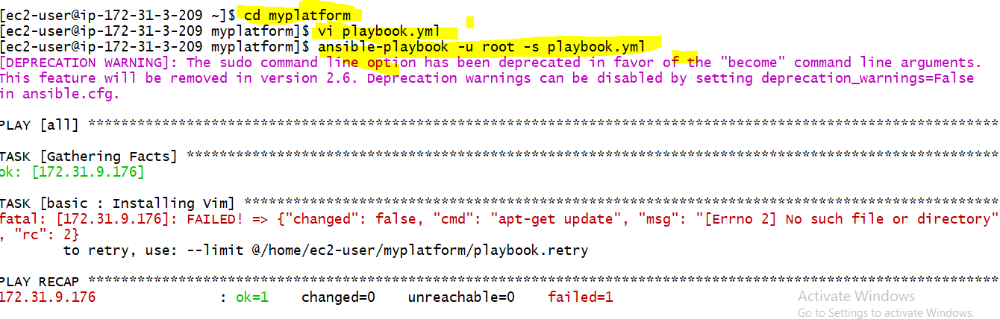 [ec2-user@ip-172-31-3-209 ~]$ cd myplatform
[ec2-user@ip-172-31-3-209 myplatform]$ vi playbook.yml
[ec2-user@ip-172-31-3-209 myplatform]$ ansible-playbook -u root -s playbook.yml
[DEPRECATION WARNING]: The sudo command line option has been deprecated in favor of the "become" command line arguments.
This feature will be removed in version 2.6. Deprecation warnings can be disabled by setting deprecation_warnings=False
in ansible.cfg.
PLAY [all] ***************************************************************************************************************
TASK [Gathering Facts] ***************************************************************************************************
ok: [172.31.9.176]
TASK [basic : Installing Vim] ********************************************************************************************
fatal: [172.31.9.176]: FAILED! => {"changed": false, "cmd": "apt-get update", "msg": "[Errno 2] No such file or directory"
, "rc": 2}
to retry, use: --limit @/home/ec2-user/myplatform/playbook.retry
PLAY RECAP ***************************************************************************************************************
172.31.9.176 : ok=1 changed=0 unreachable=0 failed=1
Activate Windows
Go to Settings to activate Windows.